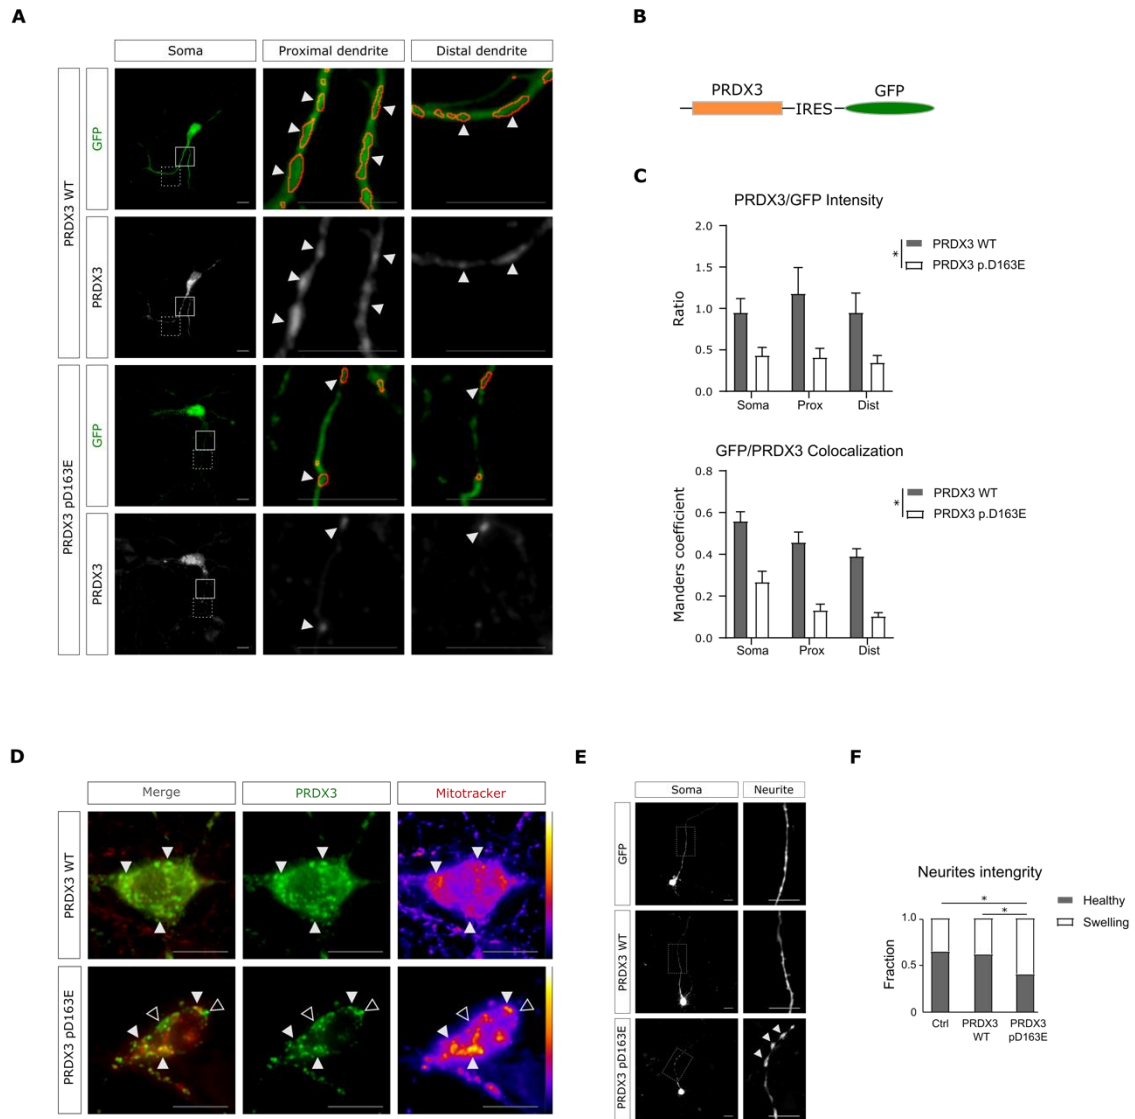 A
Soma
Proximal dendrite
Distal dendrite
PRDX3 WT
GFP
PRDX3
PRDX3 pD163E
GFP
PRDX3
B
PRDX3
IRES
GFP
C
PRDX3/GFP Intensity
Ratio
2.0
1.5
1.0
0.5
0.0
Soma
Prox
Dist
*
PRDX3 WT
PRDX3 p.D163E
GFP/PRDX3 Colocalization
Manders coefficient
0.8
0.6
0.4
0.2
0.0
Soma
Prox
Dist
*
PRDX3 WT
PRDX3 p.D163E
D
Merge
PRDX3
Mitotracker
PRDX3 WT
PRDX3 pD163E
E
Soma
Neurite
GFP
PRDX3 WT
PRDX3 pD163E
F
Neurites intengrity
*
*
Healthy
Swelling
Fraction
1.0
0.5
0
Ctrl
PRDX3 WT
PRDX3 pD163E